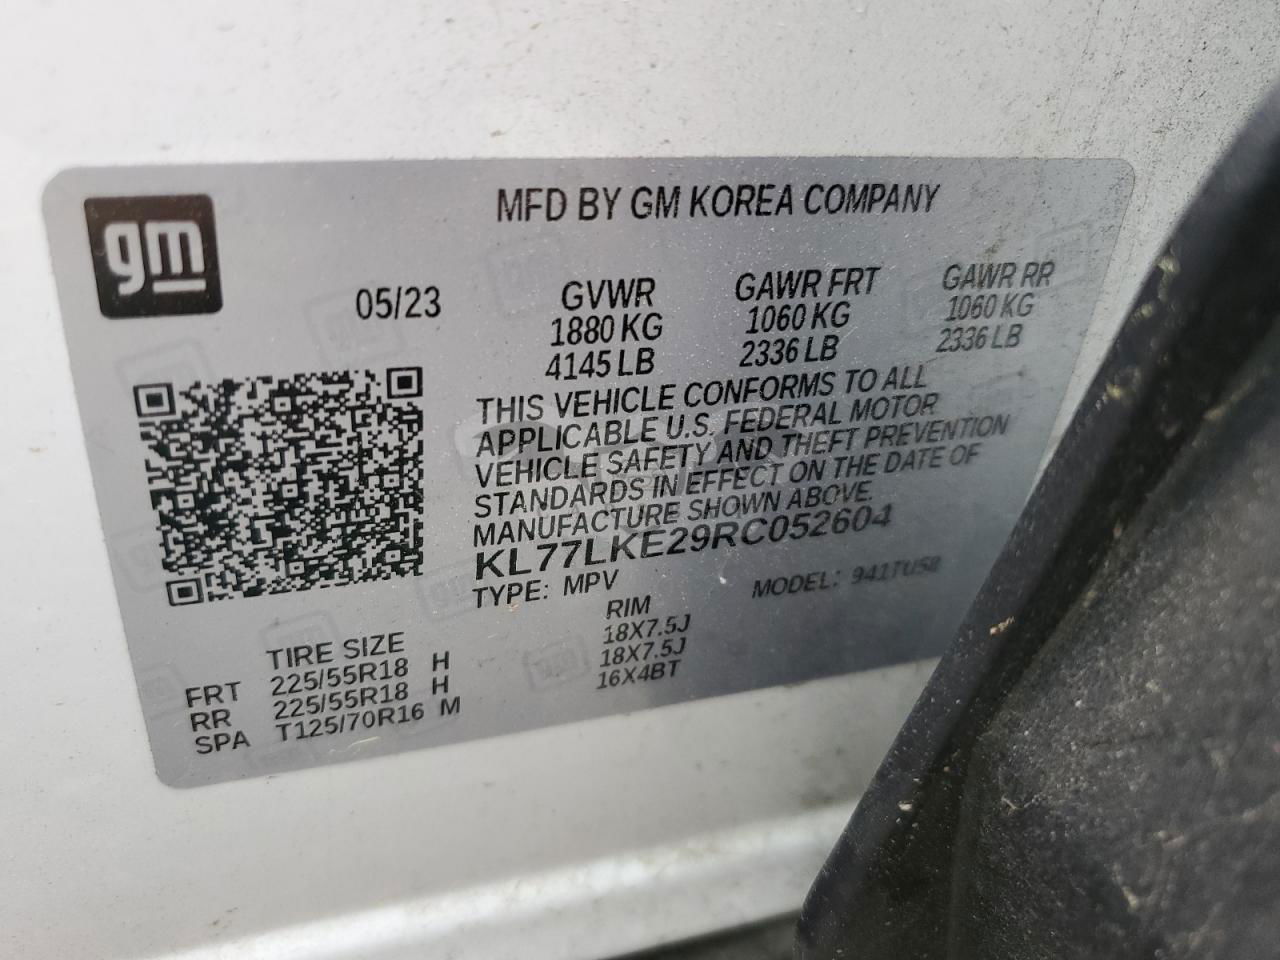 gm
MFD BY GM KOREA COMPANY
05/23 GVWR GAWR FRT GAWR RR
1880 KG 1060 KG 1060 KG
4145 LB 2336 LB 2336 LB
THIS VEHICLE CONFORMS TO ALL
APPLICABLE U.S. FEDERAL MOTOR
VEHICLE SAFETY AND THEFT PREVENTION
STANDARDS IN EFFECT ON THE DATE OF
MANUFACTURE SHOWN ABOVE.
KL77LKE29RC052604
TYPE: MPV MODEL: 941TUS8
TIRE SIZE RIM
FRT 225/55R18 H 18X7.5J
RR 225/55R18 H 18X7.5J
SPA T125/70R16 M 16X4BT